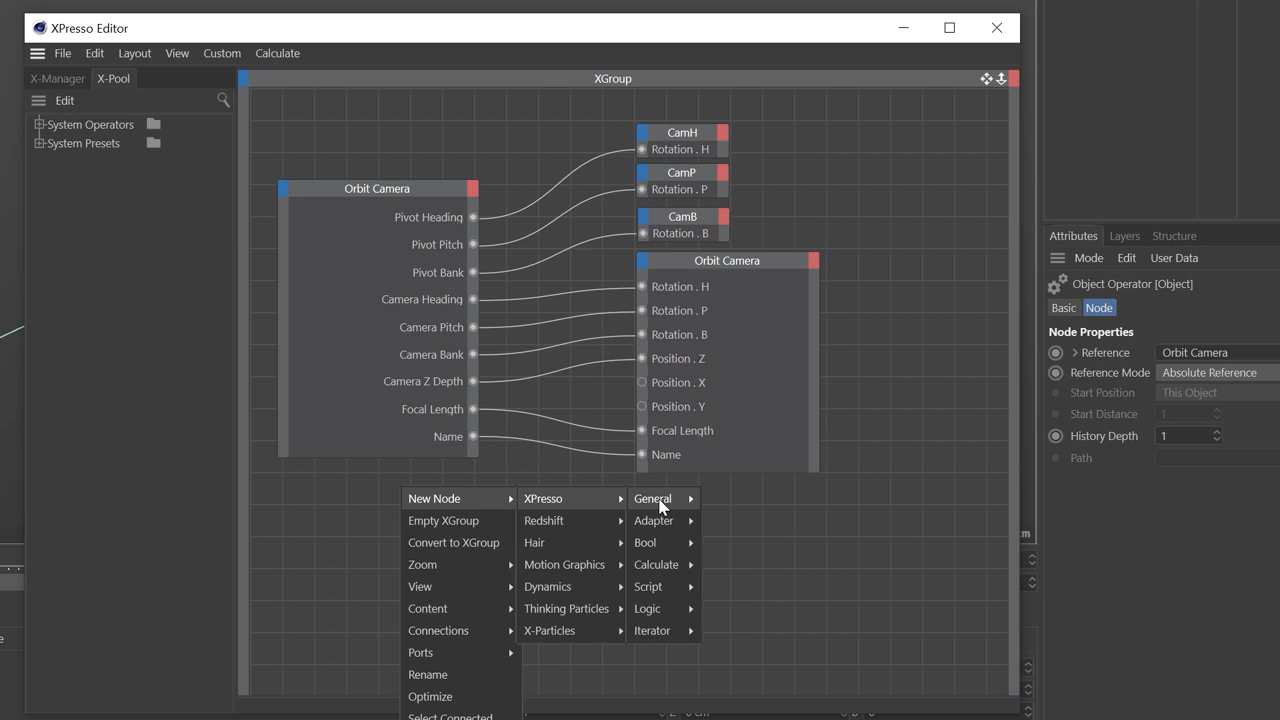 XPresso Editor
File Edit Layout View Custom Calculate
X-Manager X-Pool
Edit
System Operators
System Presets
XGroup
CamH
Rotation . H
CamP
Rotation . P
CamB
Rotation . B
Orbit Camera
Pivot Heading
Pivot Pitch
Pivot Bank
Camera Heading
Camera Pitch
Camera Bank
Camera Z Depth
Focal Length
Name
Orbit Camera
Rotation . H
Rotation . P
Rotation . B
Position . Z
Position . X
Position . Y
Focal Length
Name
New Node
Empty XGroup
Convert to XGroup
Zoom
View
Content
Connections
Ports
Rename
Optimize
Select Connected
XPresso
Redshift
Hair
Motion Graphics
Dynamics
Thinking Particles
X-Particles
General
Adapter
Bool
Calculate
Script
Logic
Iterator
Attributes Layers Structure
Mode Edit User Data
Object Operator [Object]
Basic Node
Node Properties
Reference Orbit Camera
Reference Mode Absolute Reference
Start Position This Object
Start Distance 1
History Depth 1
Path